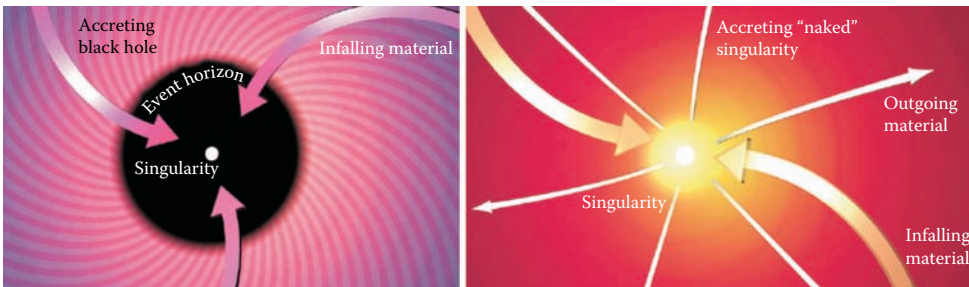 Accreting
black hole
Infalling material
Event horizon
Singularity
Accreting “naked”
singularity
Outgoing
material
Singularity
Infalling
material